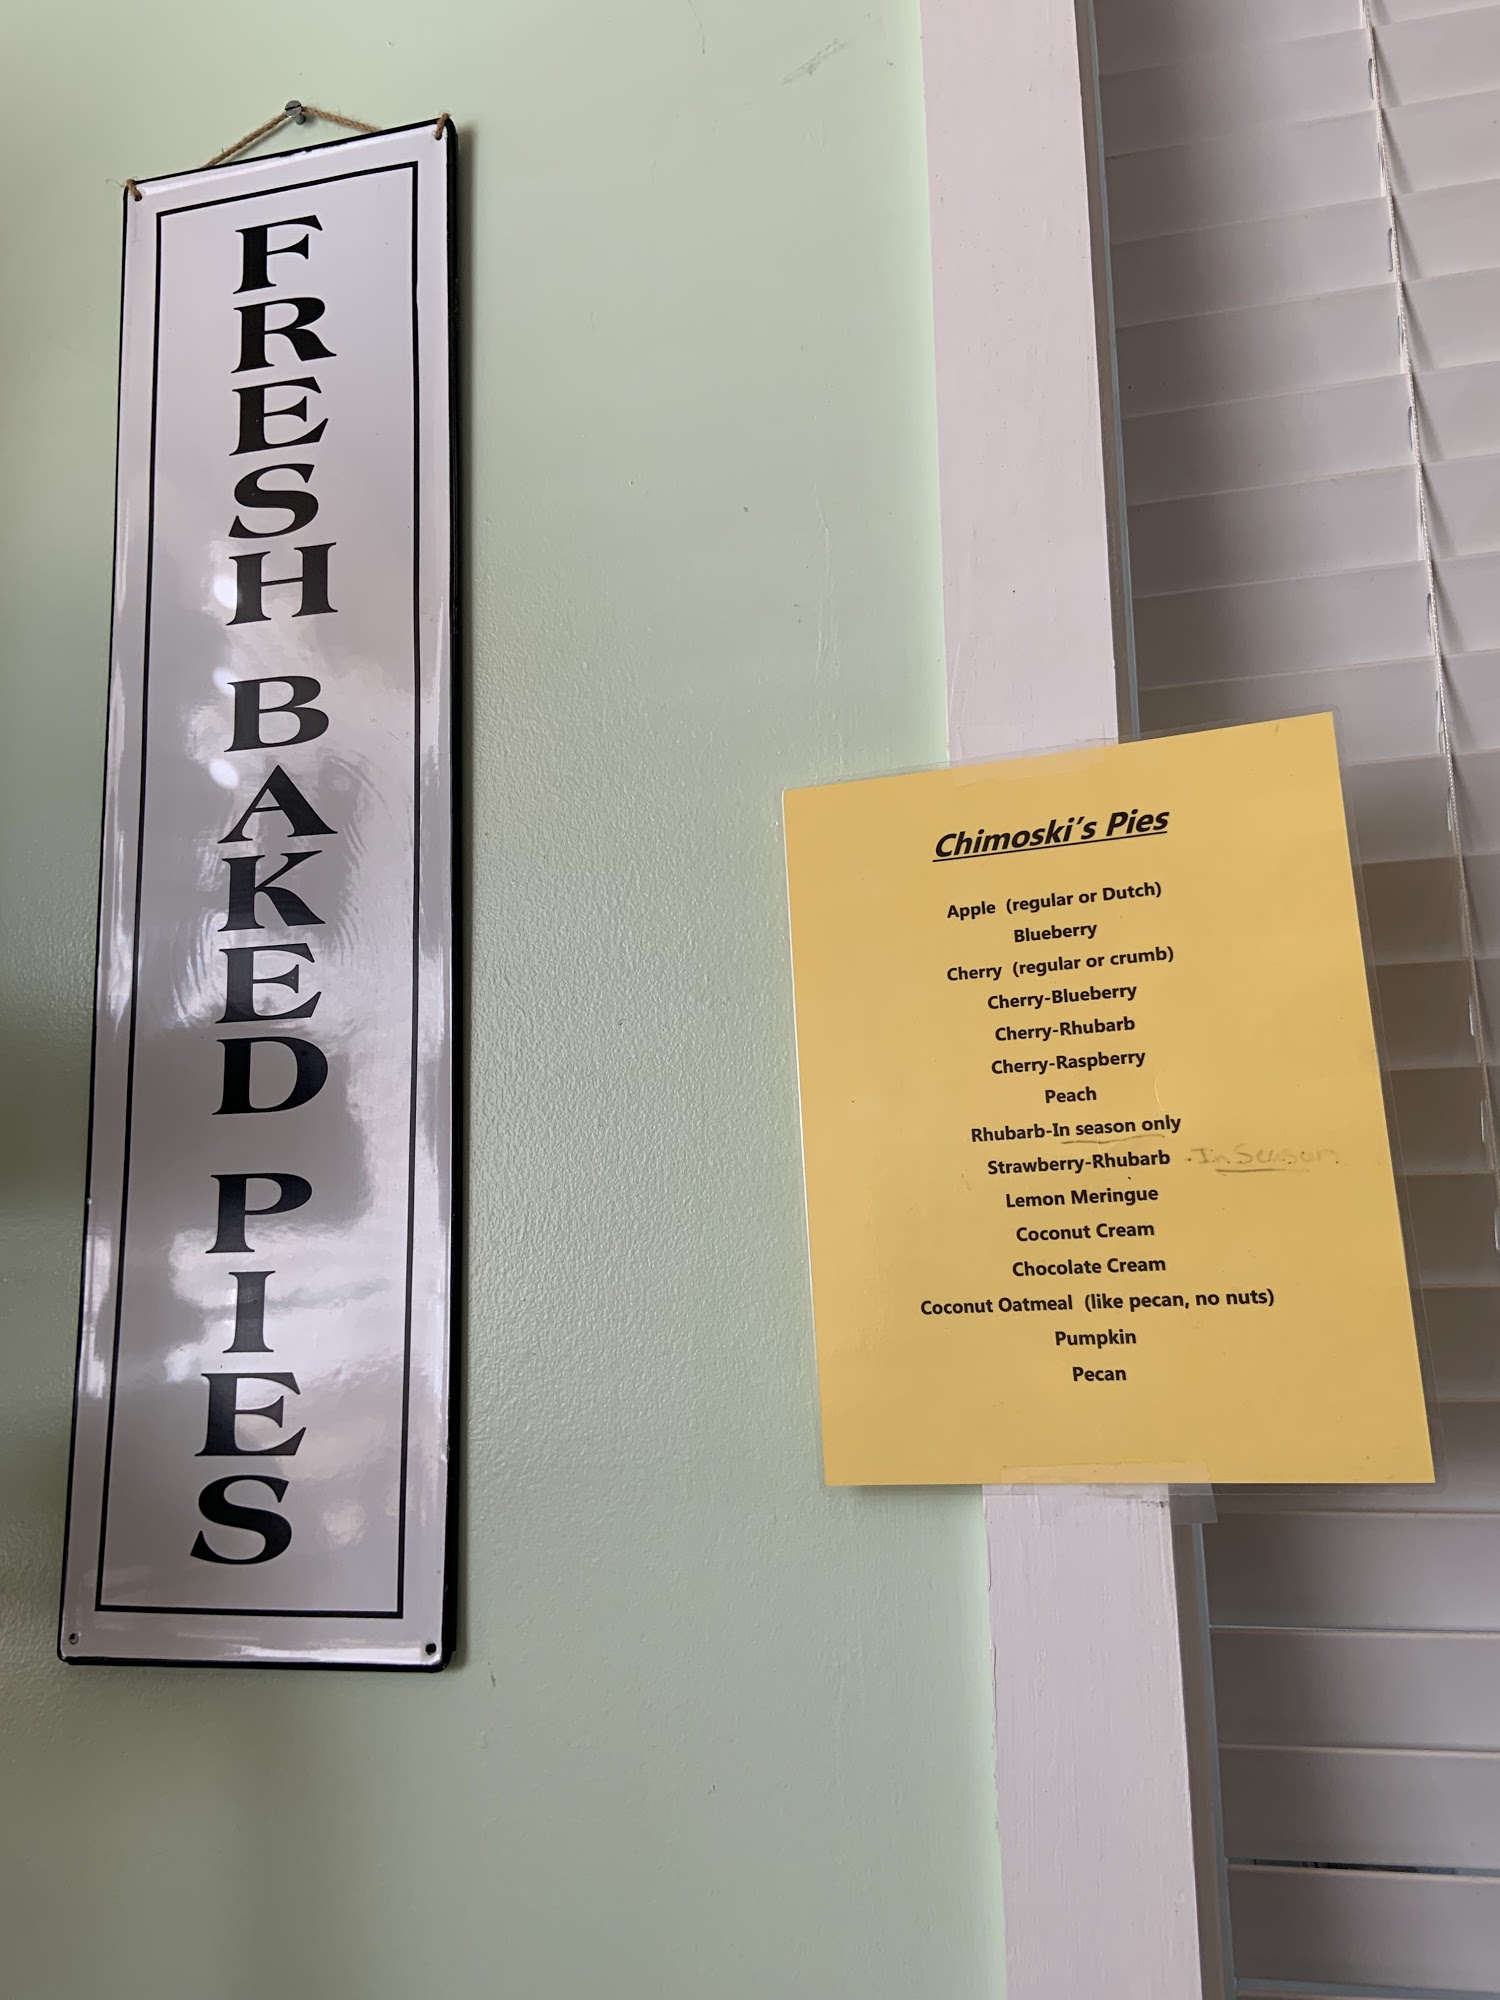 FRESH BAKED PIES
Chimoski's Pies
Apple (regular or Dutch)
Blueberry
Cherry (regular or crumb)
Cherry-Blueberry
Cherry-Rhubarb
Cherry-Raspberry
Peach
Rhubarb-In season only
Strawberry-Rhubarb - In Season
Lemon Meringue
Coconut Cream
Chocolate Cream
Coconut Oatmeal (like pecan, no nuts)
Pumpkin
Pecan